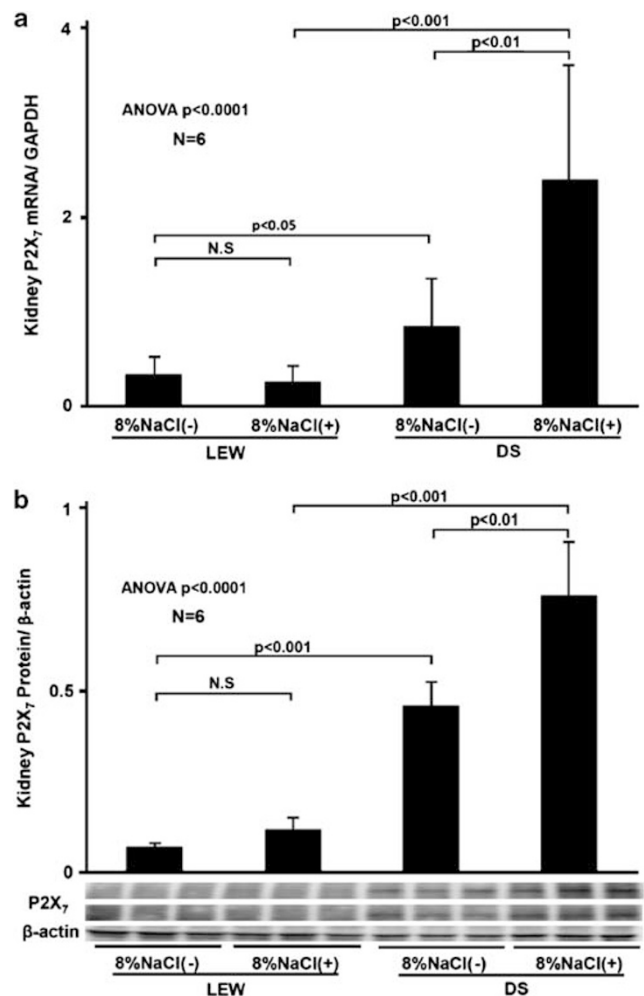 a
Kidney P2X₇ mRNA/ GAPDH
4
2
0
ANOVA p<0.0001
N=6
p<0.001
p<0.01
p<0.05
N.S
8%NaCl(-) 8%NaCl(+) 8%NaCl(-) 8%NaCl(+)
LEW DS
b
Kidney P2X₇ Protein/ β-actin
1
0.5
0
ANOVA p<0.0001
N=6
p<0.001
p<0.01
p<0.001
N.S
P2X₇
β-actin
8%NaCl(-) 8%NaCl(+) 8%NaCl(-) 8%NaCl(+)
LEW DS